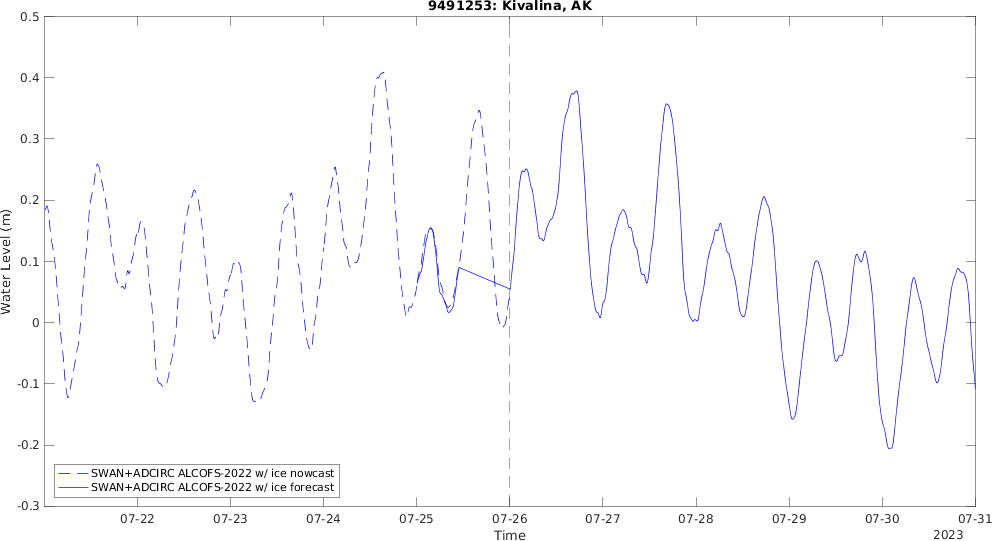 9491253: Kivalina, AK
0.5
0.4
0.3
0.2
0.1
0
-0.1
-0.2
-0.3
Water Level (m)
SWAN+ADCIRC ALCOFS-2022 w/ ice nowcast
SWAN+ADCIRC ALCOFS-2022 w/ ice forecast
07-22 07-23 07-24 07-25 07-26 07-27 07-28 07-29 07-30 07-31
Time
2023